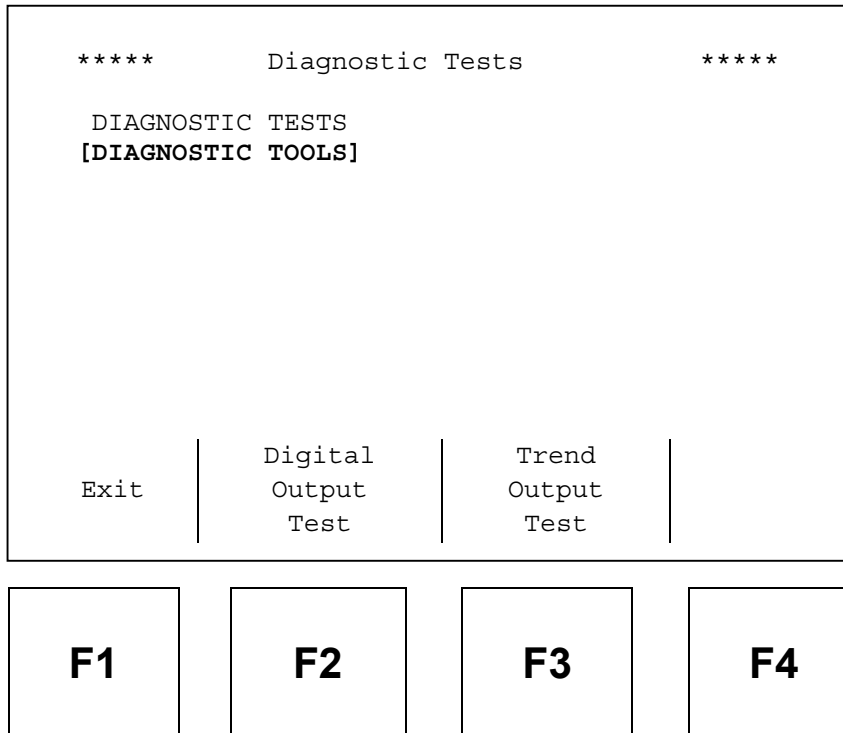 ***** Diagnostic Tests *****
DIAGNOSTIC TESTS
[DIAGNOSTIC TOOLS]
Exit
Digital
Output
Test
Trend
Output
Test
F1 F2 F3 F4